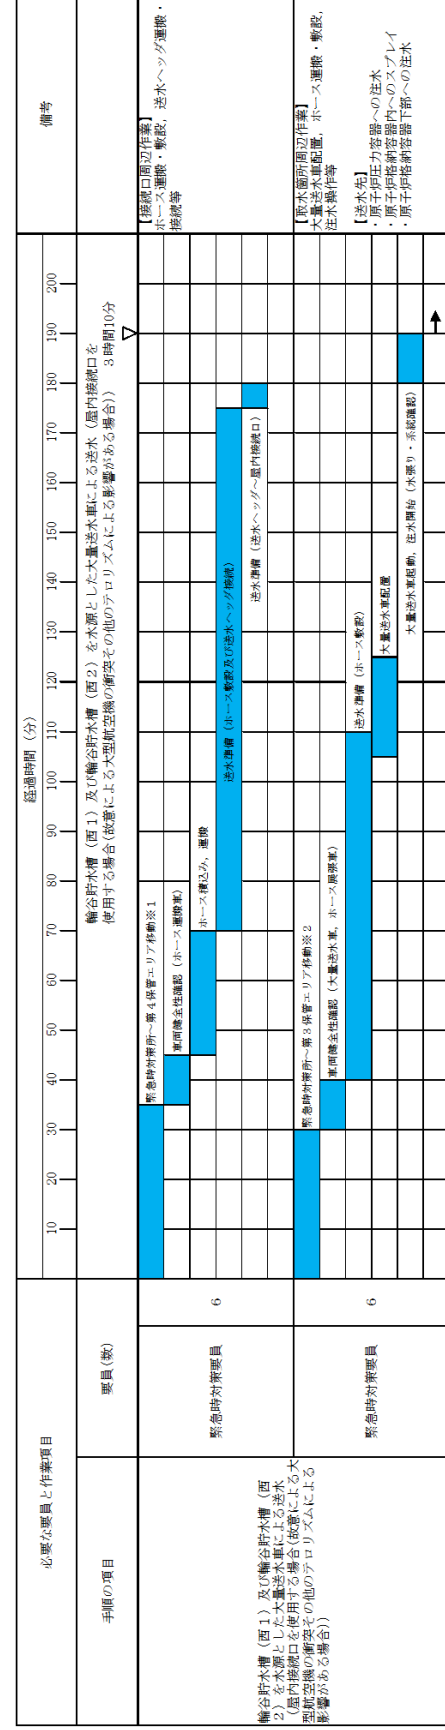 必要な要員と作業項目
経過時間（分）
備考
手順の項目
要員(数)
10
20
30
40
50
60
70
80
90
100
110
120
130
140
150
160
170
180
190
200
輪谷貯水槽（西１）及び輪谷貯水槽（西２）を水源とした大量送水車による送水（屋内接続口を
使用する場合(故意による大型航空機の衝突その他のテロリズムによる影響がある場合))　３時間10分
輪谷貯水槽（西１）及び輪谷貯水槽（西
２）を水源とした大量送水車による送水
（屋内接続口を使用する場合(故意による大
型航空機の衝突その他のテロリズムによる
影響がある場合))
緊急時対策要員
6
緊急時対策所～第４保管エリア移動※１
車両健全性確認（ホース運搬車）
ホース積込み，運搬
送水準備（ホース敷設及び送水ヘッダ接続）
送水準備（送水ヘッダ～屋内接続口）
【接続口周辺作業】
ホース運搬・敷設，送水ヘッダ運搬・
接続等
緊急時対策要員
6
緊急時対策所～第３保管エリア移動※２
車両健全性確認（大量送水車，ホース展張車）
送水準備（ホース敷設）
大量送水車配置
大量送水車起動，注水開始（水張り・系統確認）
【取水箇所周辺作業】
大量送水車配置，ホース運搬・敷設，
注水操作等
【送水先】
・原子炉圧力容器への注水
・原子炉格納容器内へのスプレイ
・原子炉格納容器下部への注水